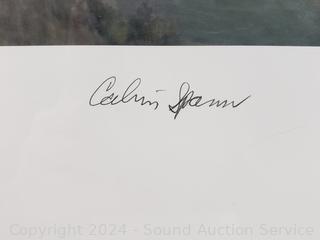 Calvin Spann
Copyright 2024 - Sound Auction Service